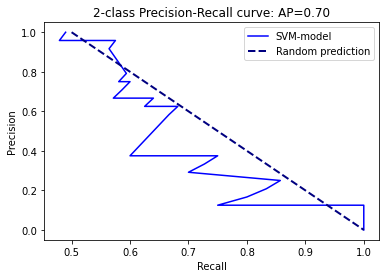 2-class Precision-Recall curve: AP=0.70
SVM-model
Random prediction
Precision
1.0
0.8
0.6
0.4
0.2
0.0
0.5 0.6 0.7 0.8 0.9 1.0
Recall